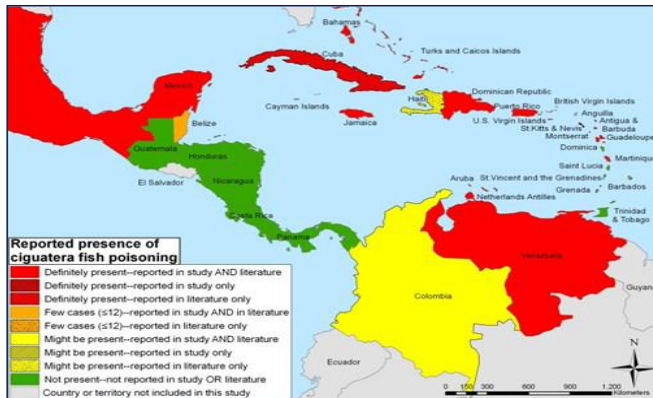 Bahamas
Cuba
Turks and Caicos Islands
Mexico
Cayman Islands
Haiti
Dominican Republic
Puerto Rico
British Virgin Islands
Anguilla
Belize
Jamaica
U.S. Virgin Islands
St.Kitts & Nevis
Antigua &
Barbuda
Montserrat
Guadeloupe
Guatemala
Honduras
Dominica
Martinique
El Salvador
Nicaragua
Aruba
St.Vincent and the Grenadines
Saint Lucia
Barbados
Netherlands Antilles
Grenada
Costa Rica
Trinidad
& Tobago
Panama
Venezuela
Guyan
Colombia
Ecuador
Reported presence of
ciguatera fish poisoning
Definitely present--reported in study AND literature
Definitely present--reported in study only
Definitely present--reported in literature only
Few cases (≤12)--reported in study AND in literature
Few cases (≤12)--reported in literature only
Might be present--reported in study AND literature
Might be present--reported in study only
Might be present--reported in literature only
Not present--not reported in study OR literature
Country or territory not included in this study
N
0 150 300 600 900 1,200
Kilometers